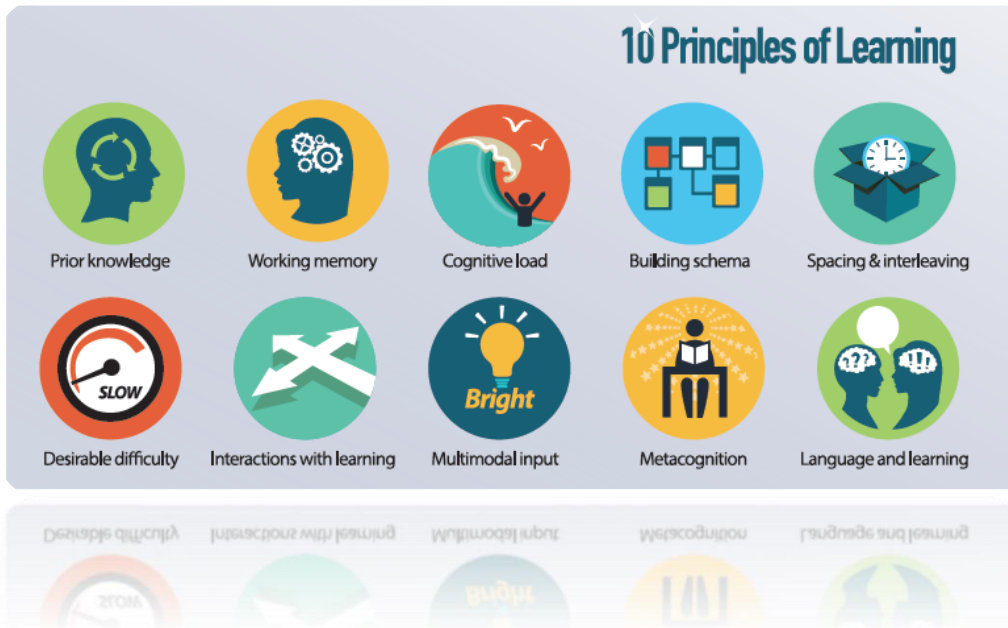 10 Principles of Learning
Prior knowledge
Working memory
Cognitive load
Building schema
Spacing & interleaving
SLOW
Bright
Desirable difficulty
Interactions with learning
Multimodal input
Metacognition
Language and learning
???
!!!